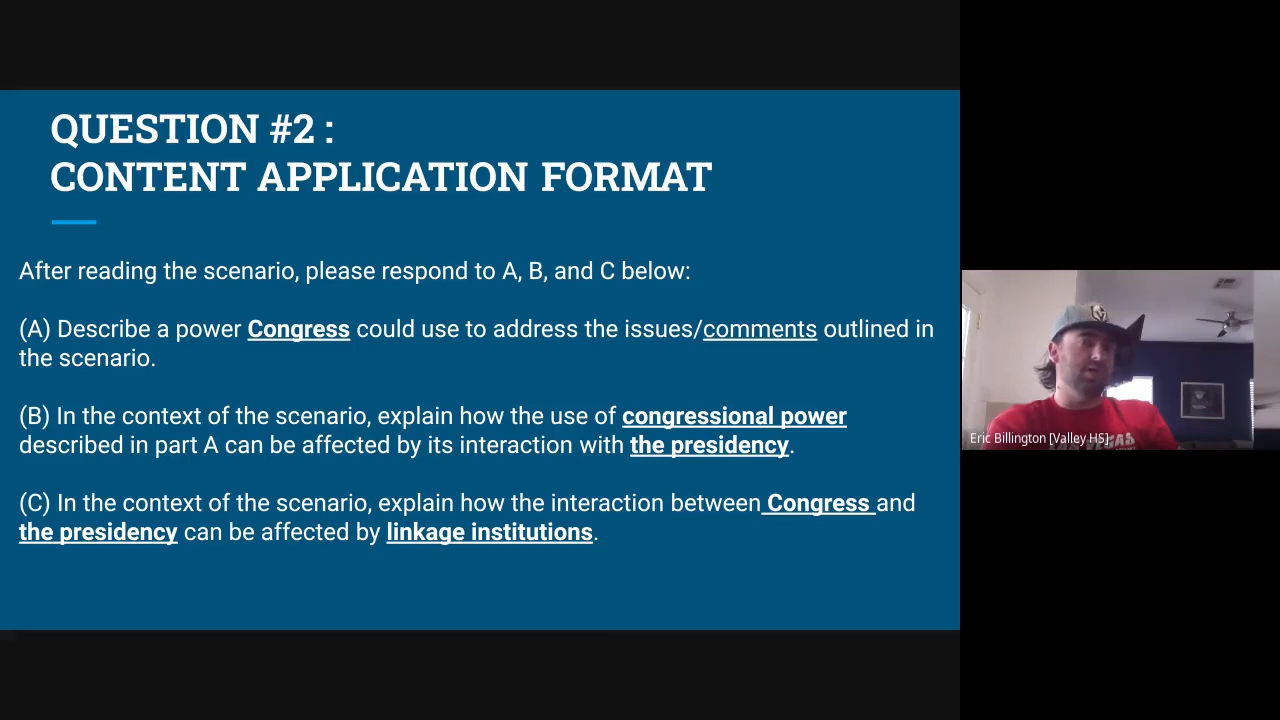 QUESTION #2 :
CONTENT APPLICATION FORMAT
After reading the scenario, please respond to A, B, and C below:
(A) Describe a power Congress could use to address the issues/comments outlined in
the scenario.
(B) In the context of the scenario, explain how the use of congressional power
described in part A can be affected by its interaction with the presidency.
(C) In the context of the scenario, explain how the interaction between Congress and
the presidency can be affected by linkage institutions.
Eric Billington [Valley HS]
LAS VEGAS